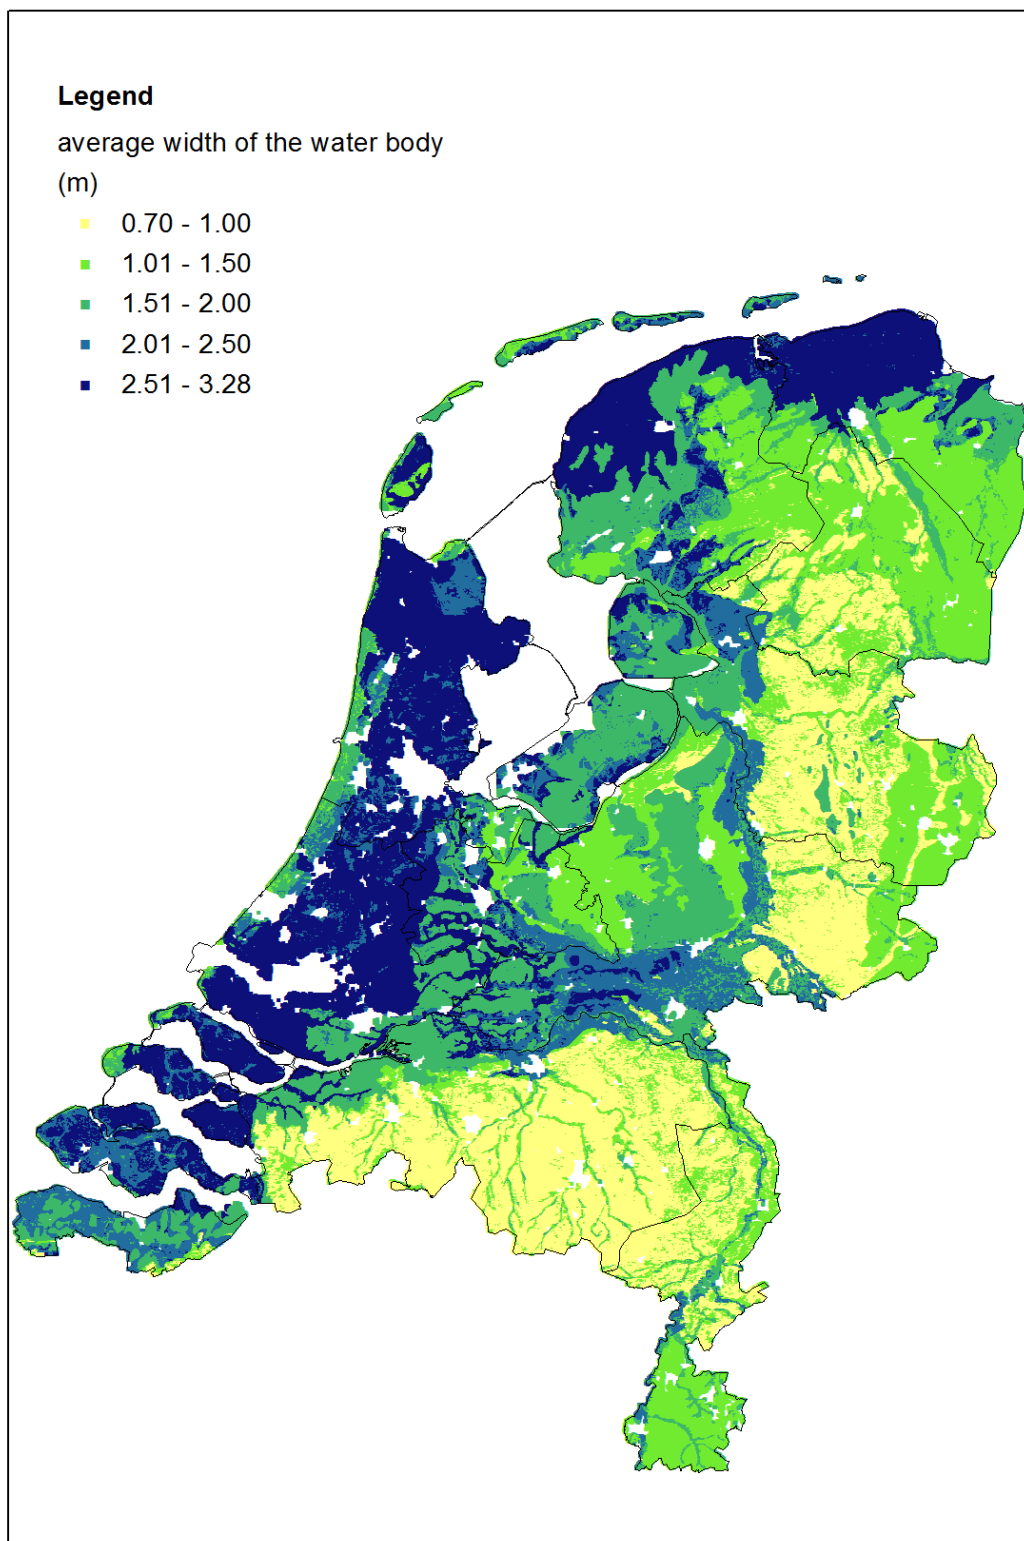 Legend
average width of the water body
(m)
0.70 - 1.00
1.01 - 1.50
1.51 - 2.00
2.01 - 2.50
2.51 - 3.28